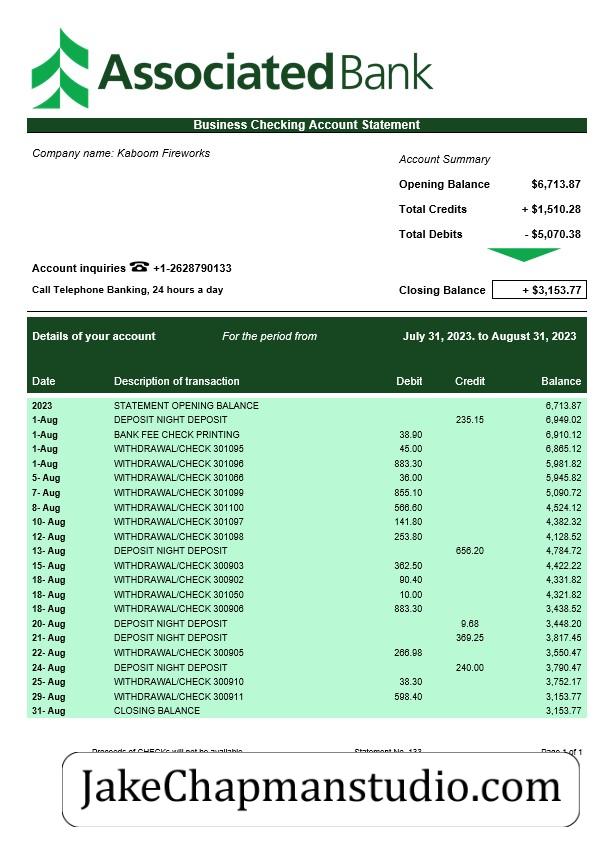 Associated Bank
Business Checking Account Statement
Company name: Kaboom Fireworks
Account Summary
Opening Balance $6,713.87
Total Credits + $1,510.28
Total Debits - $5,070.38
Account inquiries ☎ +1-2628790133
Call Telephone Banking, 24 hours a day
Closing Balance + $3,153.77
Details of your account For the period from July 31, 2023. to August 31, 2023
Date Description of transaction Debit Credit Balance
2023 STATEMENT OPENING BALANCE 6,713.87
1-Aug DEPOSIT NIGHT DEPOSIT 235.15 6,949.02
1-Aug BANK FEE CHECK PRINTING 38.90 6,910.12
1-Aug WITHDRAWAL/CHECK 301095 45.00 6,865.12
1-Aug WITHDRAWAL/CHECK 301096 883.30 5,981.82
5- Aug WITHDRAWAL/CHECK 301066 36.00 5,945.82
7- Aug WITHDRAWAL/CHECK 301099 855.10 5,090.72
8- Aug WITHDRAWAL/CHECK 301100 566.60 4,524.12
10- Aug WITHDRAWAL/CHECK 301097 141.80 4,382.32
12- Aug WITHDRAWAL/CHECK 301098 253.80 4,128.52
13- Aug DEPOSIT NIGHT DEPOSIT 656.20 4,784.72
15- Aug WITHDRAWAL/CHECK 300903 362.50 4,422.22
18- Aug WITHDRAWAL/CHECK 300902 90.40 4,331.82
18- Aug WITHDRAWAL/CHECK 301050 10.00 4,321.82
18- Aug WITHDRAWAL/CHECK 300906 883.30 3,438.52
20- Aug DEPOSIT NIGHT DEPOSIT 9.68 3,448.20
21- Aug DEPOSIT NIGHT DEPOSIT 369.25 3,817.45
22- Aug WITHDRAWAL/CHECK 300905 266.98 3,550.47
24- Aug DEPOSIT NIGHT DEPOSIT 240.00 3,790.47
25- Aug WITHDRAWAL/CHECK 300910 38.30 3,752.17
29- Aug WITHDRAWAL/CHECK 300911 598.40 3,153.77
31- Aug CLOSING BALANCE 3,153.77
Proceeds of CHECKs will not be available Statement No. 133 Page 1 of 1
JakeChapmanstudio.com